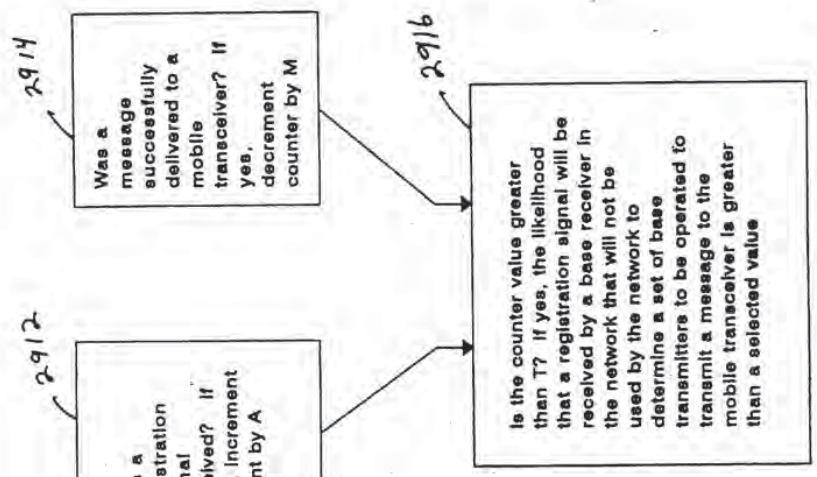 2914
Was a
message
successfully
delivered to a
mobile
transceiver? If
yes,
decrement
counter by M
2912
a
stration
nal
eived? If
, increment
nt by A
2916
Is the counter value greater
than T? If yes, the likelihood
that a registration signal will be
received by a base receiver in
the network that will not be
used by the network to
determine a set of base
transmitters to be operated to
transmit a message to the
mobile transceiver is greater
than a selected value